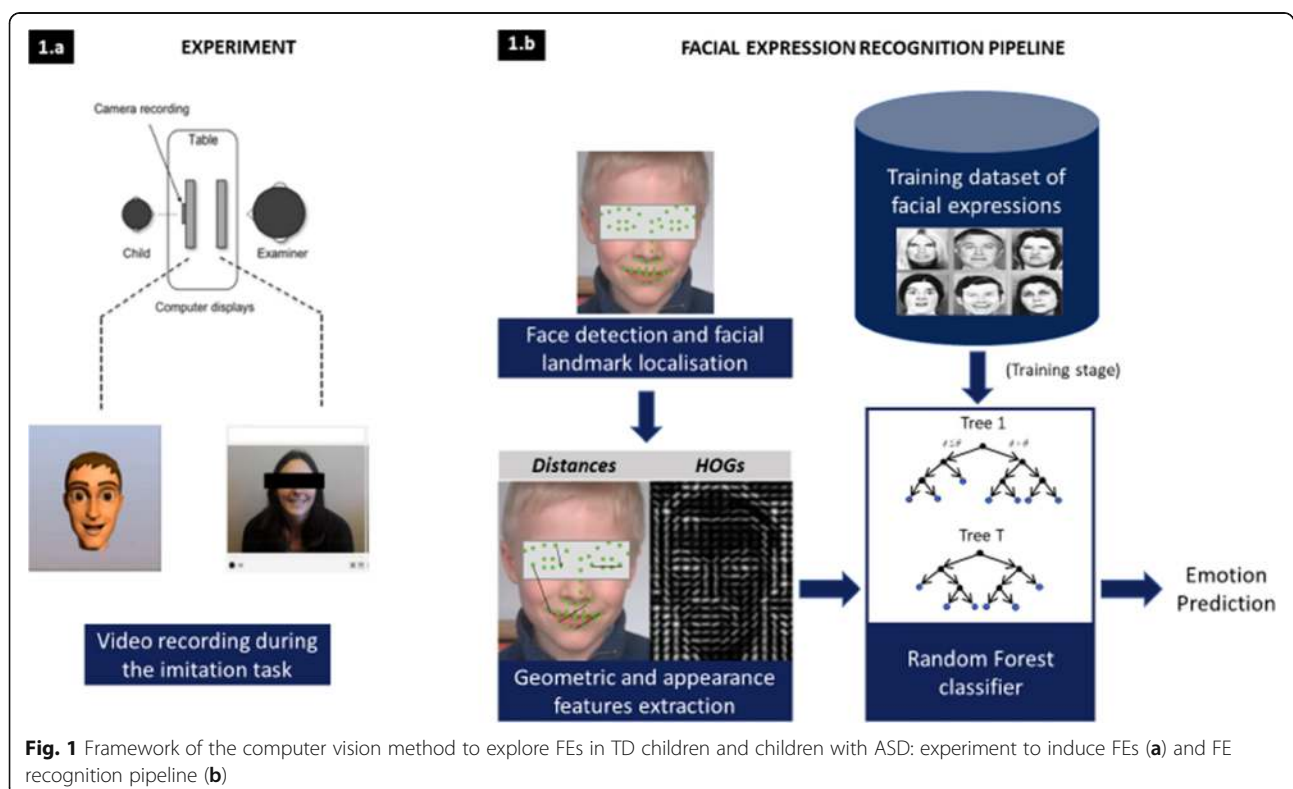 1.a
EXPERIMENT
Camera recording
Table
Child
Examiner
Computer displays
Video recording during
the imitation task
1.b
FACIAL EXPRESSION RECOGNITION PIPELINE
Face detection and facial
landmark localisation
Distances
HOGs
Geometric and appearance
features extraction
Training dataset of
facial expressions
(Training stage)
Tree 1
Tree T
Random Forest
classifier
Emotion
Prediction
Fig. 1 Framework of the computer vision method to explore FEs in TD children and children with ASD: experiment to induce FEs (a) and FE
recognition pipeline (b)